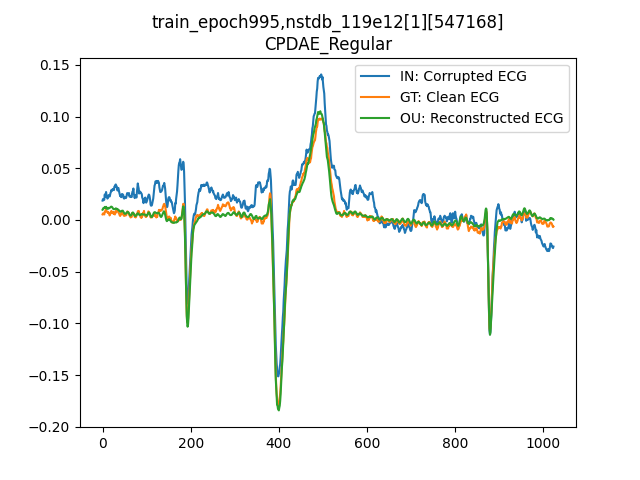 train_epoch995,nstdb_119e12[1][547168]
CPDAE_Regular
0.15
0.10
0.05
0.00
−0.05
−0.10
−0.15
−0.20
0 200 400 600 800 1000
IN: Corrupted ECG
GT: Clean ECG
OU: Reconstructed ECG